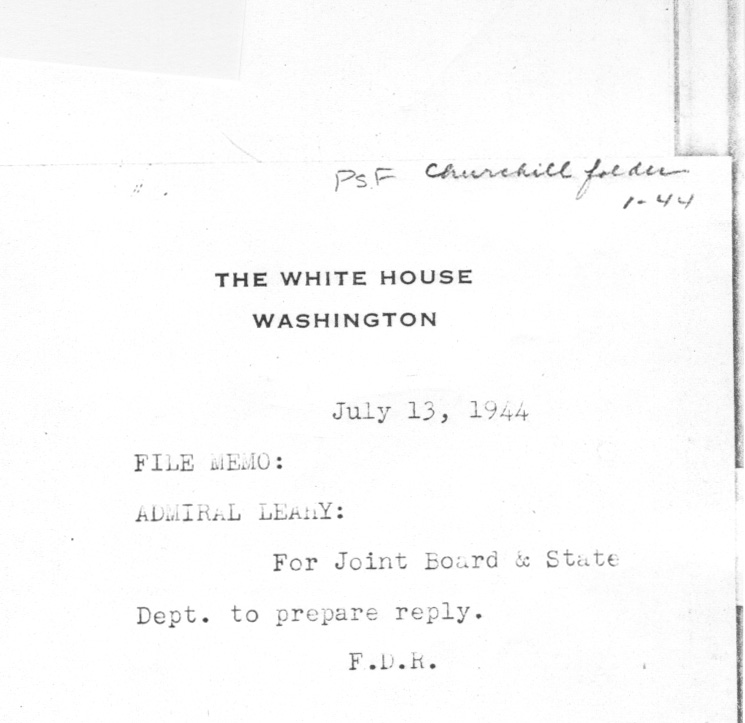 PSF Churchill folder
1-44
THE WHITE HOUSE
WASHINGTON
July 13, 1944
FILE MEMO:
ADMIRAL LEAHY:
For Joint Board & State
Dept. to prepare reply.
F.D.R.